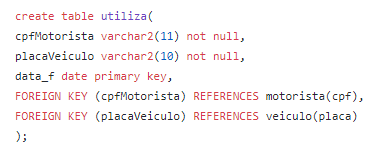 create table utiliza(
cpfMotorista varchar2(11) not null,
placaVeiculo varchar2(10) not null,
data_f date primary key,
FOREIGN KEY (cpfMotorista) REFERENCES motorista(cpf),
FOREIGN KEY (placaVeiculo) REFERENCES veiculo(placa)
);